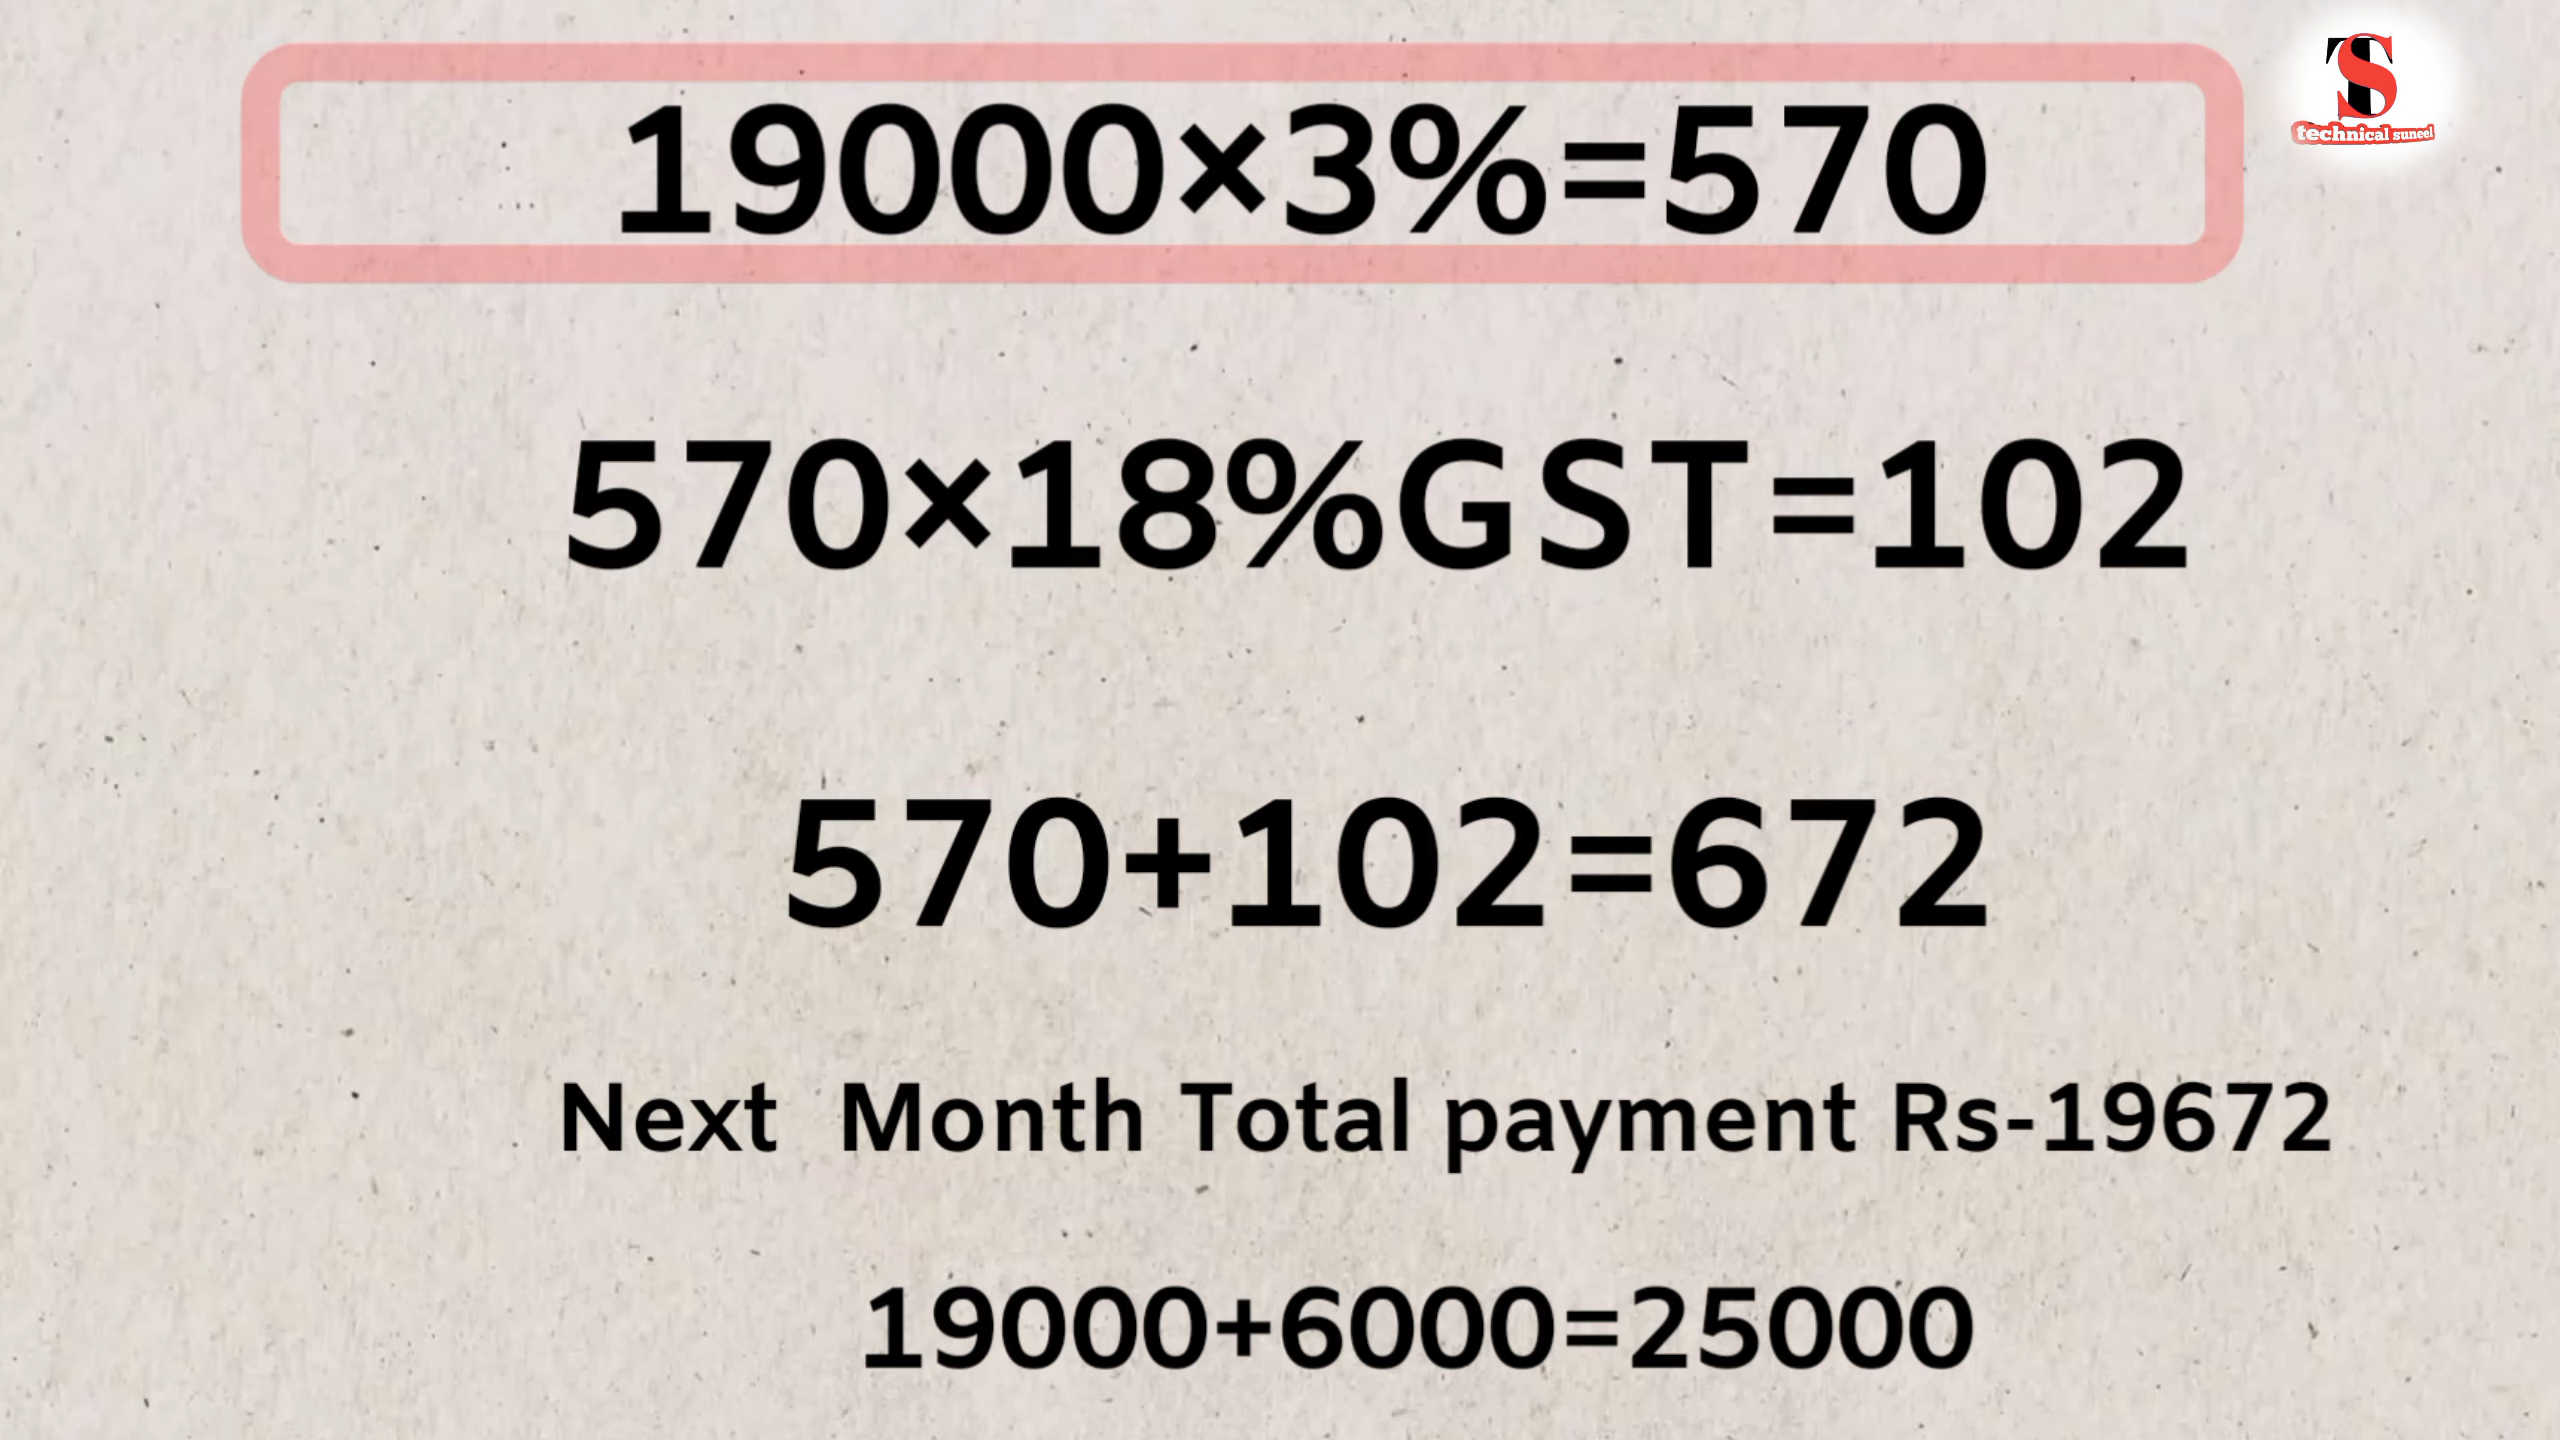 TS
technical suneel
19000×3%=570
570×18%GST=102
570+102=672
Next Month Total payment Rs-19672
19000+6000=25000